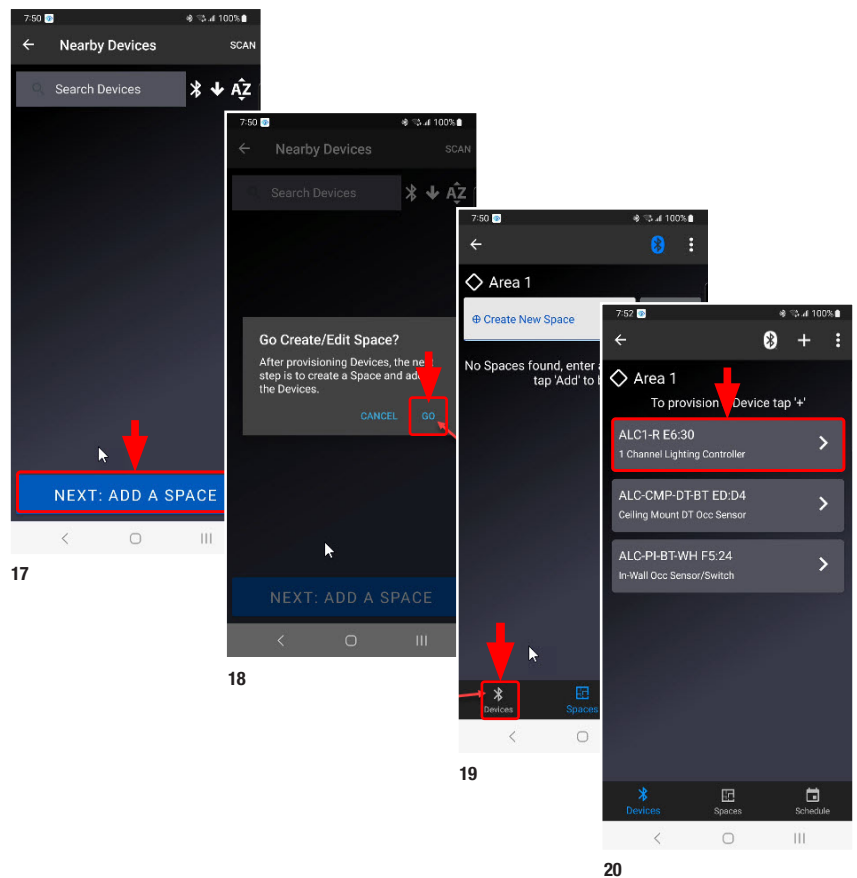 7:50
100%
Nearby Devices
SCAN
Search Devices
AZ
NEXT: ADD A SPACE
17
7:50
100%
Nearby Devices
SCAN
Search Devices
AZ
Go Create/Edit Space?
After provisioning Devices, the next
step is to create a Space and add
the Devices.
CANCEL GO
NEXT: ADD A SPACE
18
7:50
100%
Area 1
Create New Space
No Spaces found, enter a
tap 'Add' to
Devices
Spaces
19
7:52
100%
Area 1
To provision Device tap '+'
ALC1-R E6:30
1 Channel Lighting Controller
ALC-CMP-DT-BT ED:D4
Ceiling Mount DT Occ Sensor
ALC-PI-BT-WH F5:24
In-Wall Occ Sensor/Switch
Devices
Spaces
Schedule
20